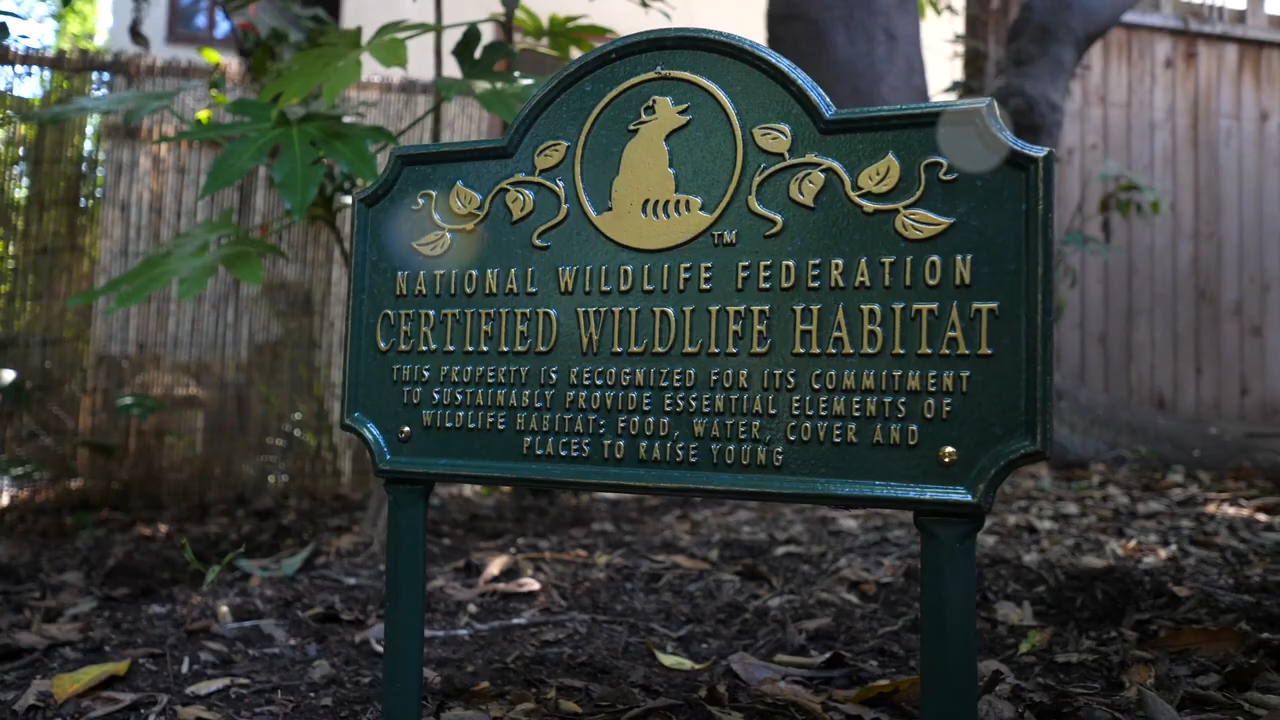 TM
NATIONAL WILDLIFE FEDERATION
CERTIFIED WILDLIFE HABITAT
THIS PROPERTY IS RECOGNIZED FOR ITS COMMITMENT
TO SUSTAINABLY PROVIDE ESSENTIAL ELEMENTS OF
WILDLIFE HABITAT: FOOD, WATER, COVER AND
PLACES TO RAISE YOUNG